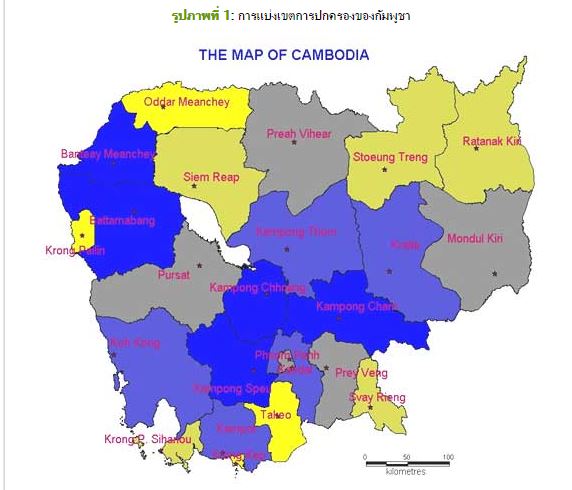 รูปภาพที่ 1: การแบ่งเขตการปกครองของกัมพูชา
THE MAP OF CAMBODIA
Oddar Meanchey
Preah Vihear
Ratanak Kiri
Banteay Meanchey
Stoeung Treng
Siem Reap
Battambang
Kampong Thom
Kratie
Mondul Kiri
Krong Pailin
Pursat
Kampong Chhnang
Kampong Cham
Koh Kong
Phnom Penh
Kandal
Prey Veng
Kampong Speu
Svay Rieng
Takeo
Kampot
Krong P. Sihanou
Krong Kep
0 50 100
kilometres